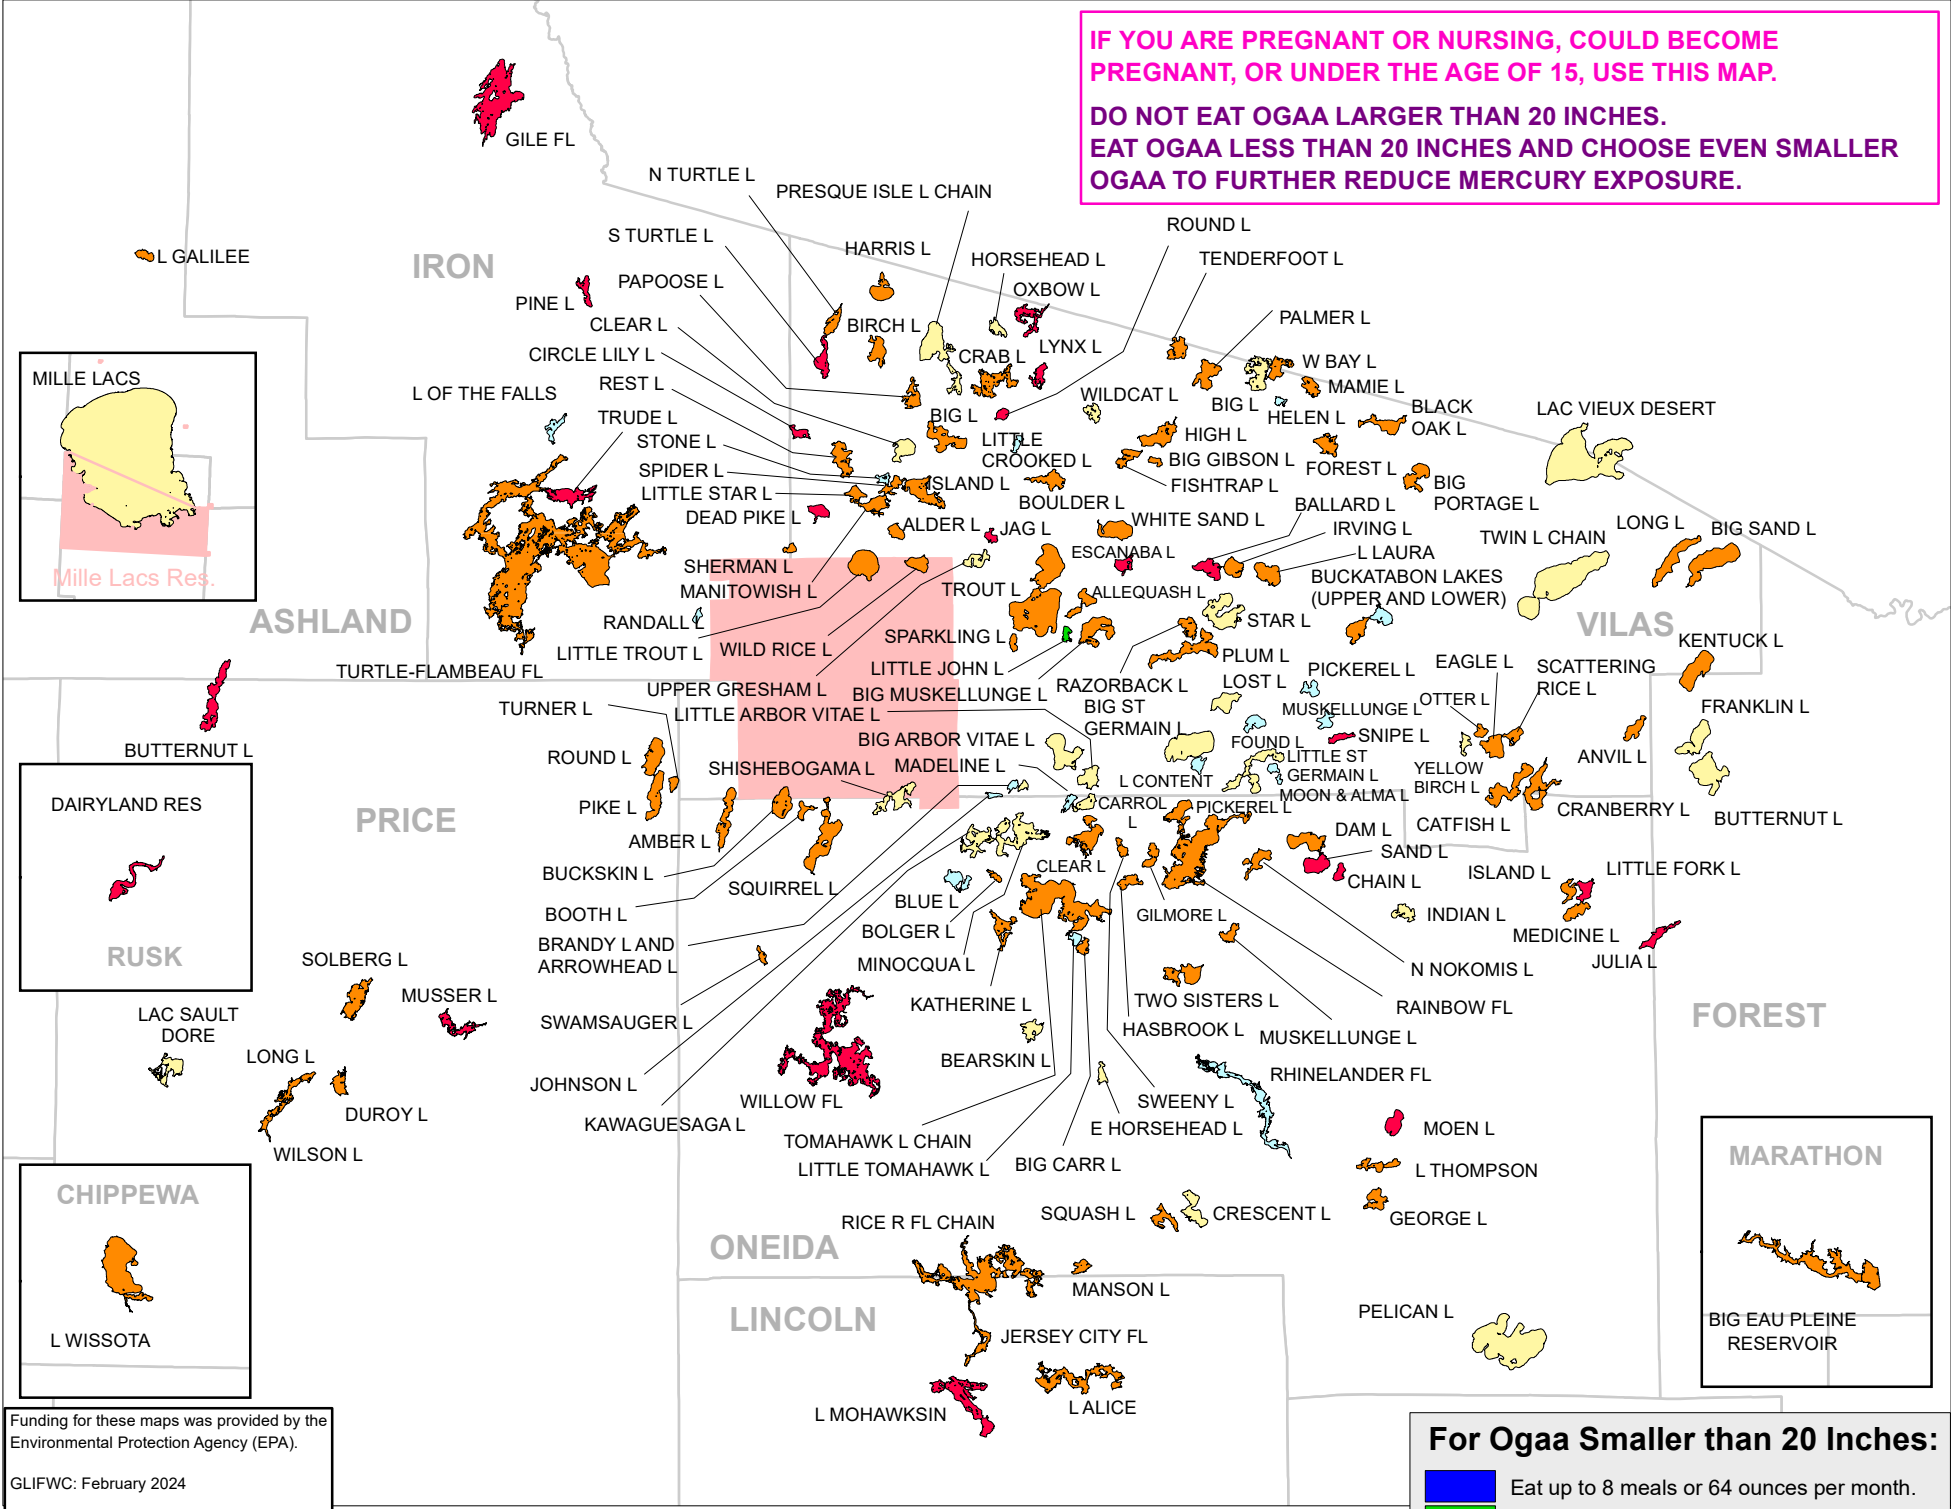 IF YOU ARE PREGNANT OR NURSING, COULD BECOME
PREGNANT, OR UNDER THE AGE OF 15, USE THIS MAP.
DO NOT EAT OGAA LARGER THAN 20 INCHES.
EAT OGAA LESS THAN 20 INCHES AND CHOOSE EVEN SMALLER
OGAA TO FURTHER REDUCE MERCURY EXPOSURE.
GILE FL
N TURTLE L
PRESQUE ISLE L CHAIN
ROUND L
S TURTLE L
HARRIS L
HORSEHEAD L
TENDERFOOT L
L GALILEE
IRON
PAPOOSE L
OXBOW L
PINE L
CLEAR L
BIRCH L
PALMER L
CIRCLE LILY L
CRAB L
LYNX L
W BAY L
MILLE LACS
REST L
L OF THE FALLS
WILDCAT L
MAMIE L
BIG L
HELEN L
BLACK
OAK L
LAC VIEUX DESERT
TRUDE L
BIG L
STONE L
LITTLE
CROOKED L
HIGH L
BIG GIBSON L
FORREST L
SPIDER L
ISLAND L
LITTLE STAR L
BOULDER L
FISHTRAP L
BIG
PORTAGE L
DEAD PIKE L
ALDER L
JAG L
WHITE SAND L
BALLARD L
IRVING L
TWIN L CHAIN
LONG L
BIG SAND L
ESCANABA L
L LAURA
Mille Lacs Res.
SHERMAN L
MANITOWISH L
TROUT L
ALLEQUASH L
BUCKATABON LAKES
(UPPER AND LOWER)
ASHLAND
RANDALL L
STAR L
VILAS
LITTLE TROUT L
WILD RICE L
SPARKLING L
KENTUCK L
TURTLE-FLAMBEAU FL
LITTLE JOHN L
PLUM L
PICKEREL L
EAGLE L
SCATTERING
RICE L
UPPER GRESHAM L
BIG MUSKELLUNGE L
RAZORBACK L
LOST L
OTTER L
TURNER L
LITTLE ARBOR VITAE L
BIG ST
GERMAIN L
MUSKELLUNGE L
FRANKLIN L
BUTTERNUT L
ROUND L
BIG ARBOR VITAE L
FOUND L
SNIPE L
ANVIL L
SHISHEBOGAMA L
MADELINE L
L CONTENT
LITTLE ST
GERMAIN L
YELLOW
BIRCH L
MOON & ALMA L
DAIRYLAND RES
PIKE L
CARROL
L
PICKEREL L
CATFISH L
CRANBERRY L
BUTTERNUT L
PRICE
AMBER L
DAM L
SAND L
BUCKSKIN L
SQUIRREL L
CLEAR L
CHAIN L
ISLAND L
LITTLE FORK L
BOOTH L
BLUE L
GILMORE L
INDIAN L
RUSK
BRANDY L AND
ARROWHEAD L
BOLGER L
MEDICINE L
JULIA L
SOLBERG L
MINOCQUA L
N NOKOMIS L
MUSSER L
KATHERINE L
TWO SISTERS L
RAINBOW FL
LAC SAULT
DORE
SWAMSAUGER L
HASBROOK L
MUSKELLUNGE L
FOREST
LONG L
JOHNSON L
BEARSKIN L
RHINELANDER FL
DUROY L
WILLOW FL
SWEENY L
WILSON L
KAWAGUESAGA L
E HORSEHEAD L
MOEN L
TOMAHAWK L CHAIN
LITTLE TOMAHAWK L
BIG CARR L
L THOMPSON
MARATHON
CHIPPEWA
SQUASH L
CRESCENT L
GEORGE L
RICE R FL CHAIN
ONEIDA
MANSON L
LINCOLN
PELICAN L
L WISSOTA
JERSEY CITY FL
BIG EAU PLEINE
RESERVOIR
L MOHAWKSIN
L ALICE
Funding for these maps was provided by the
Environmental Protection Agency (EPA).
GLIFWC: February 2024
For Ogaa Smaller than 20 Inches:
Eat up to 8 meals or 64 ounces per month.